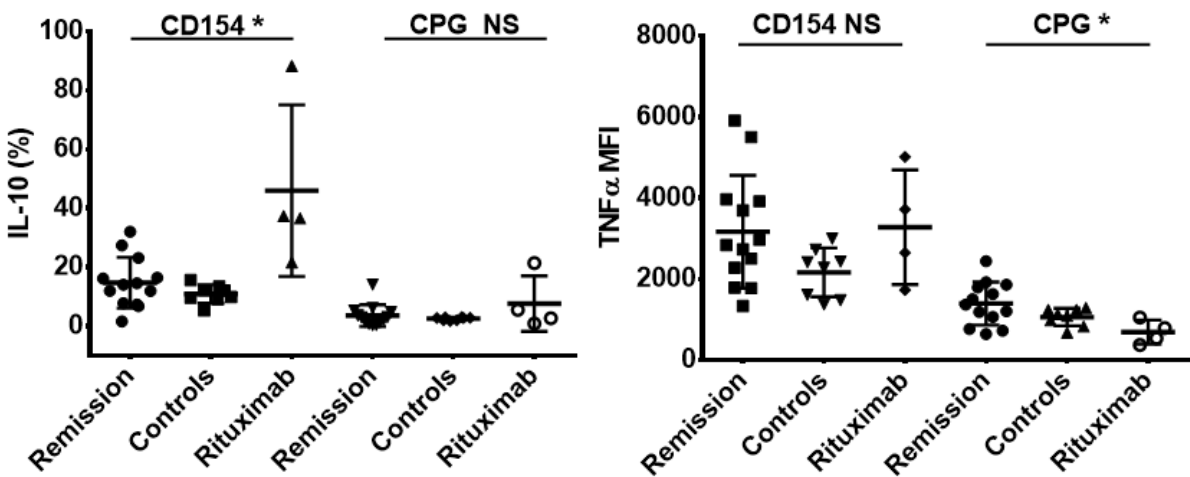 CD154 *
CPG NS
100
80
60
40
20
0
IL-10 (%)
Remission
Controls
Rituximab
Remission
Controls
Rituximab
CD154 NS
CPG *
8000
6000
4000
2000
0
TNFα MFI
Remission
Controls
Rituximab
Remission
Controls
Rituximab